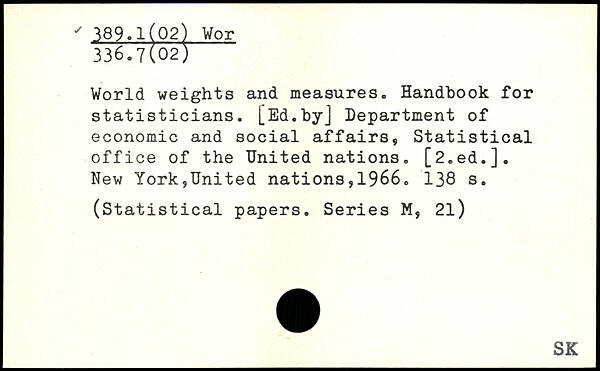 389.1(02) Wor
336.7(02)
World weights and measures. Handbook for
statisticians. [Ed.by] Department of
economic and social affairs, Statistical
office of the United nations. [2.ed.].
New York,United nations,1966. 138 s.
(Statistical papers. Series M, 21)
SK